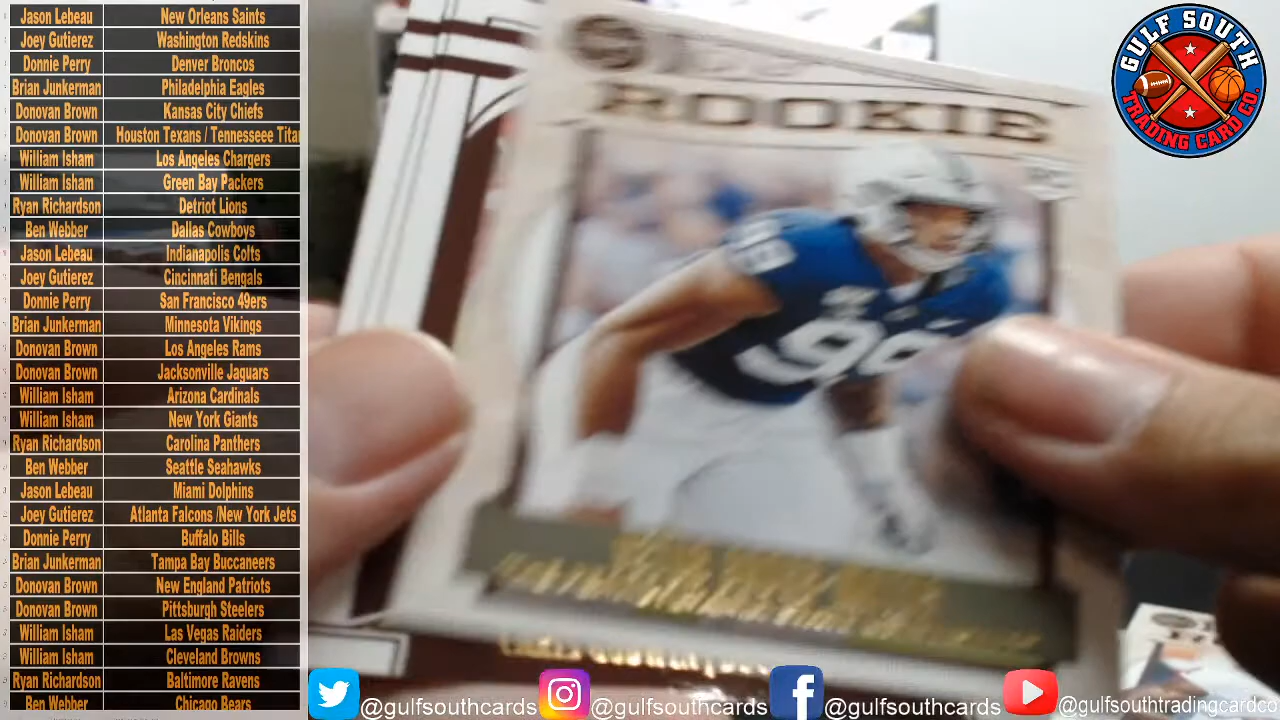 Jason Lebeau New Orleans Saints
Joey Gutierez Washington Redskins
Donnie Perry Denver Broncos
Brian Junkerman Philadelphia Eagles
Donovan Brown Kansas City Chiefs
Donovan Brown Houston Texans / Tennesseee Tita
William Isham Los Angeles Chargers
William Isham Green Bay Packers
Ryan Richardson Detriot Lions
Ben Webber Dallas Cowboys
Jason Lebeau Indianapolis Colts
Joey Gutierez Cincinnati Bengals
Donnie Perry San Francisco 49ers
Brian Junkerman Minnesota Vikings
Donovan Brown Los Angeles Rams
Donovan Brown Jacksonville Jaguars
William Isham Arizona Cardinals
William Isham New York Giants
Ryan Richardson Carolina Panthers
Ben Webber Seattle Seahawks
Jason Lebeau Miami Dolphins
Joey Gutierez Atlanta Falcons /New York Jets
Donnie Perry Buffalo Bills
Brian Junkerman Tampa Bay Buccaneers
Donovan Brown New England Patriots
Donovan Brown Pittsburgh Steelers
William Isham Las Vegas Raiders
William Isham Cleveland Browns
Ryan Richardson Baltimore Ravens
Ben Webber Chicago Bears
ROOKIE
99
99
GULF SOUTH
TRADING CARD CO.
@gulfsouthcards @gulfsouthcards @gulfsouthcards @gulfsouthtradingcardco